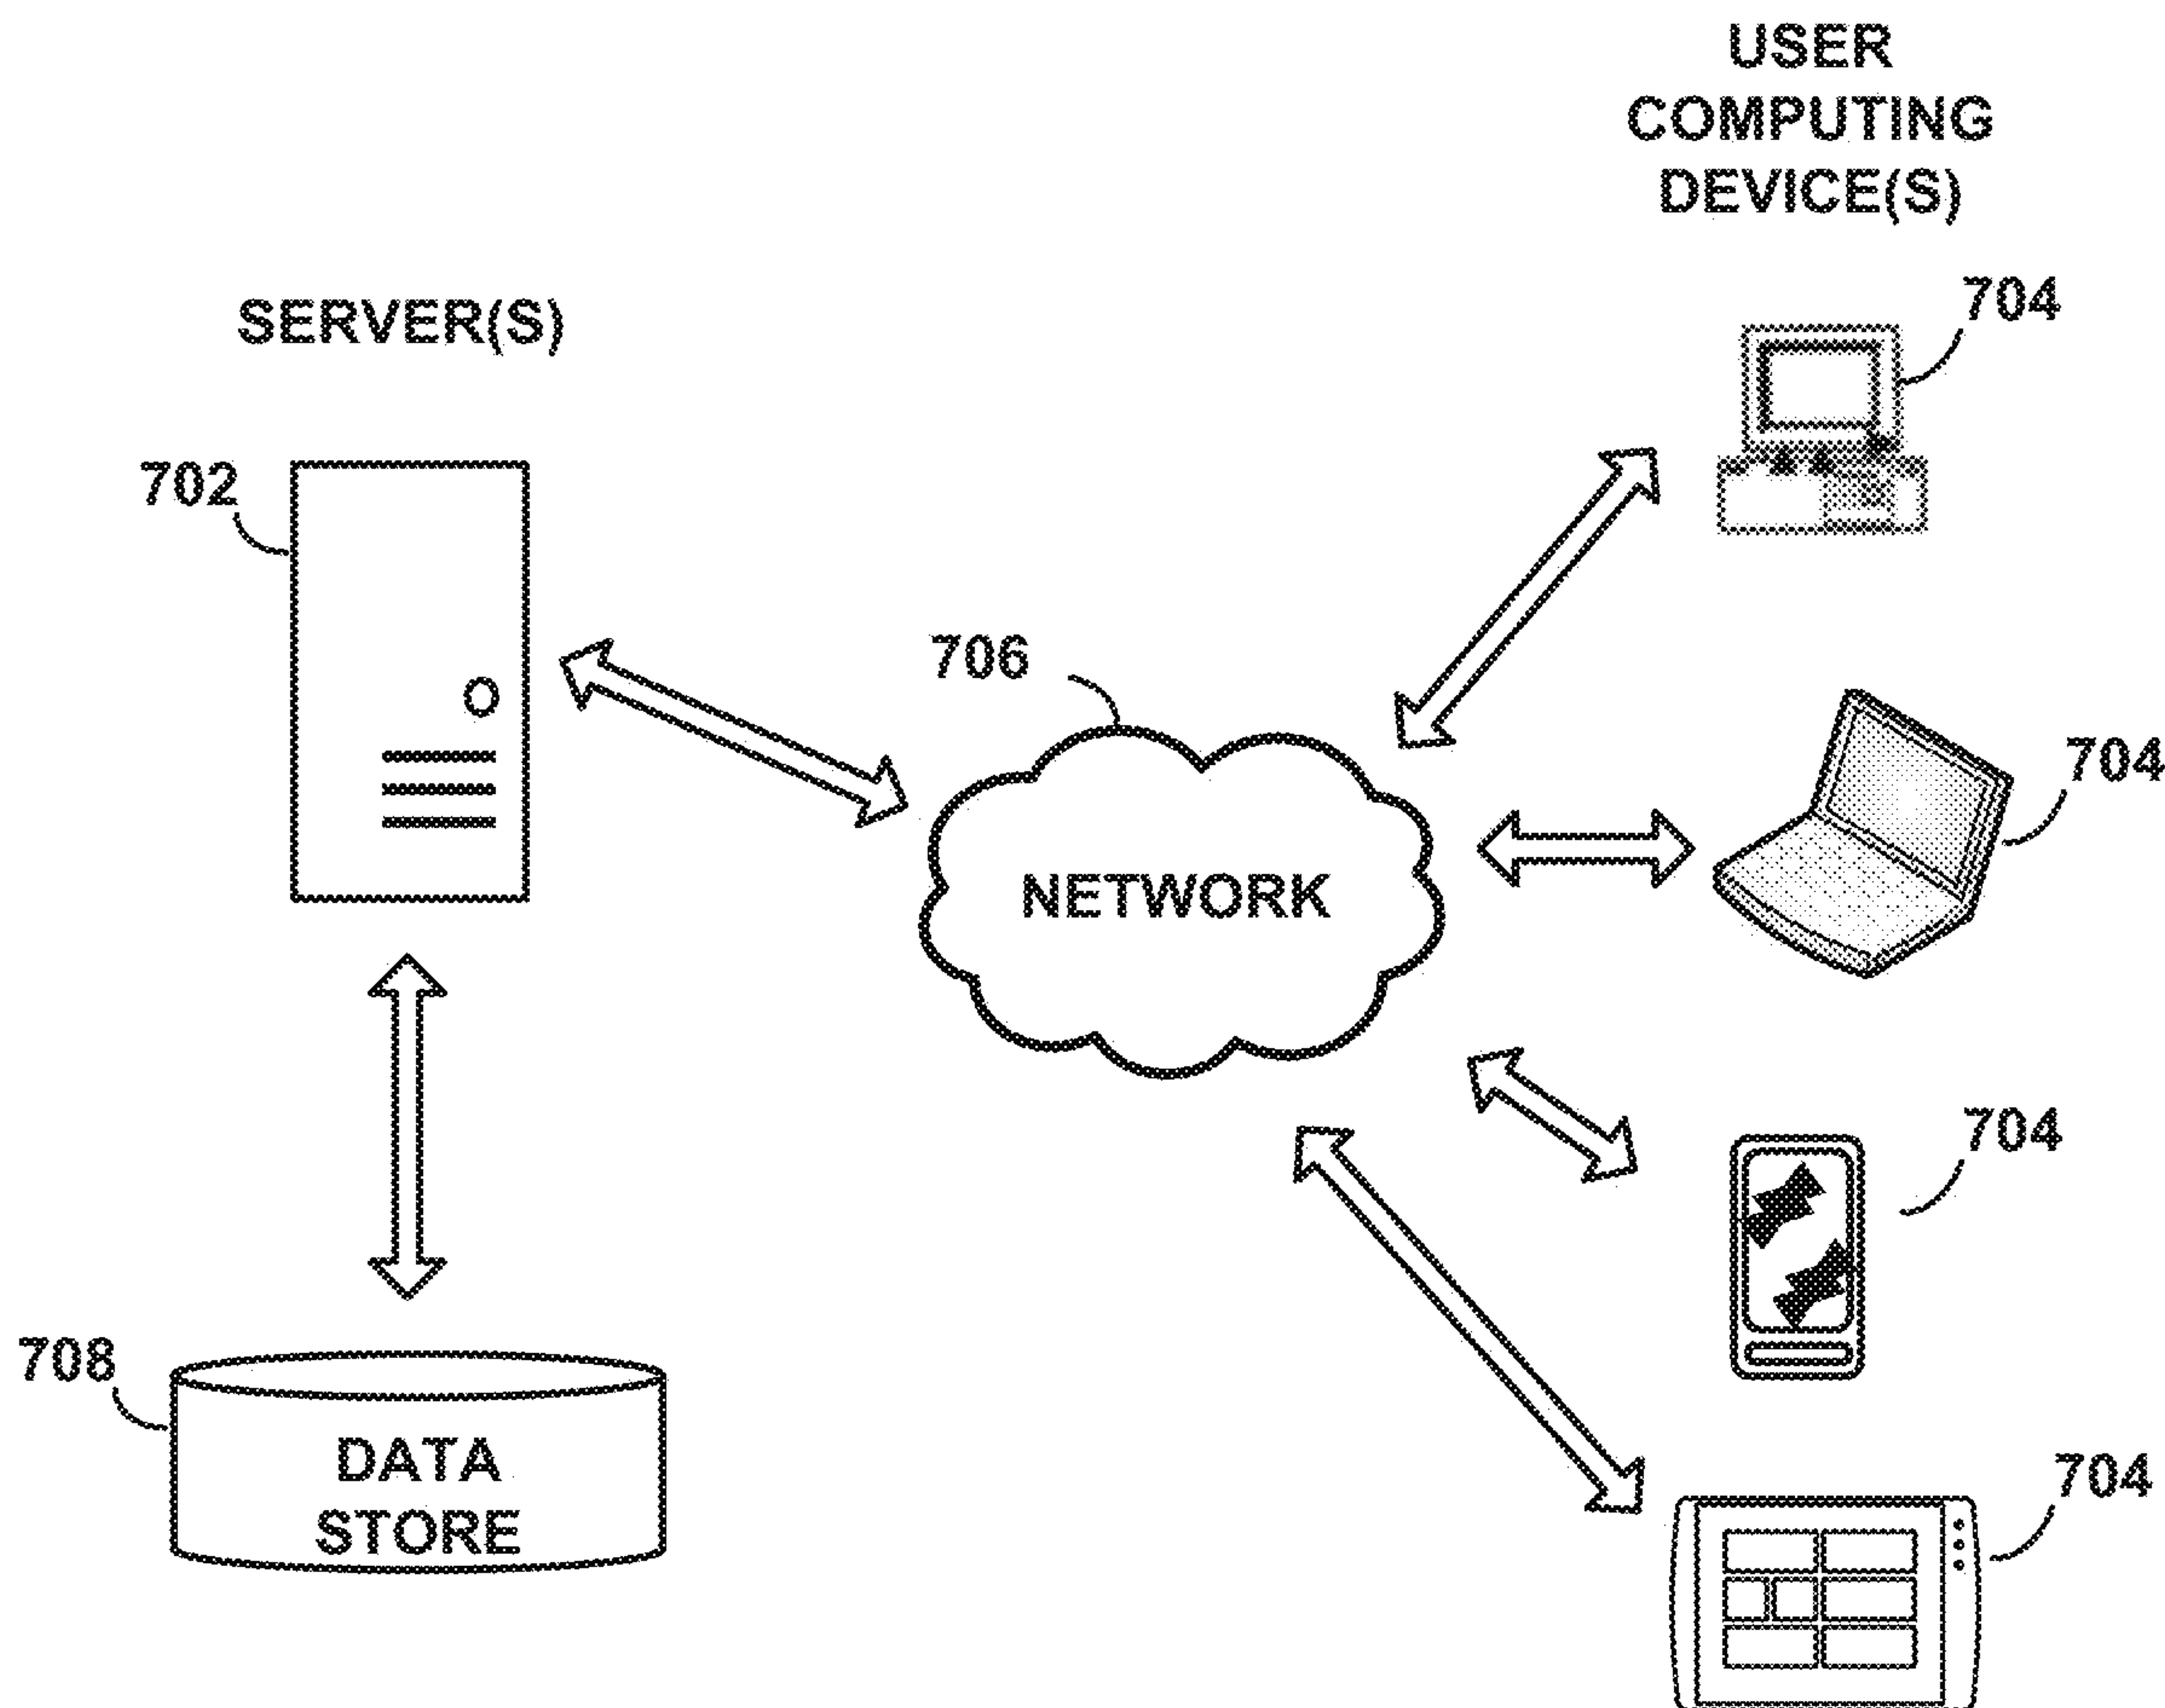 USER
COMPUTING
DEVICE(S)
704
SERVER(S)
702
706
704
NETWORK
704
708
DATA
STORE
704